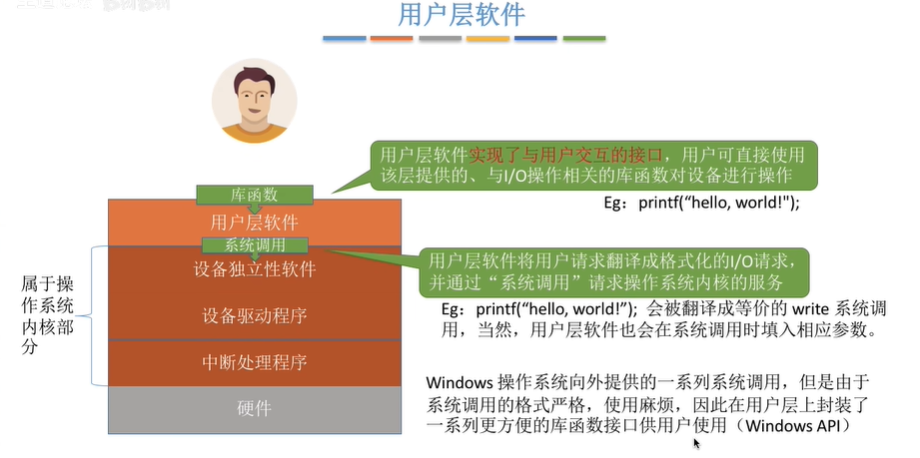 用户层软件
用户层软件实现了与用户交互的接口，用户可直接使用
该层提供的、与I/O操作相关的库函数对设备进行操作
Eg：printf(“hello, world!”);
库函数
用户层软件
系统调用
设备独立性软件
设备驱动程序
中断处理程序
硬件
属于操
作系统
内核部
分
用户层软件将用户请求翻译成格式化的I/O请求，
并通过“系统调用”请求操作系统内核的服务
Eg：printf(“hello, world!”); 会被翻译成等价的 write 系统调
用，当然，用户层软件也会在系统调用时填入相应参数。
Windows 操作系统向外提供的一系列系统调用，但是由于
系统调用的格式严格，使用麻烦，因此在用户层上封装了
一系列更方便的库函数接口供用户使用（Windows API）